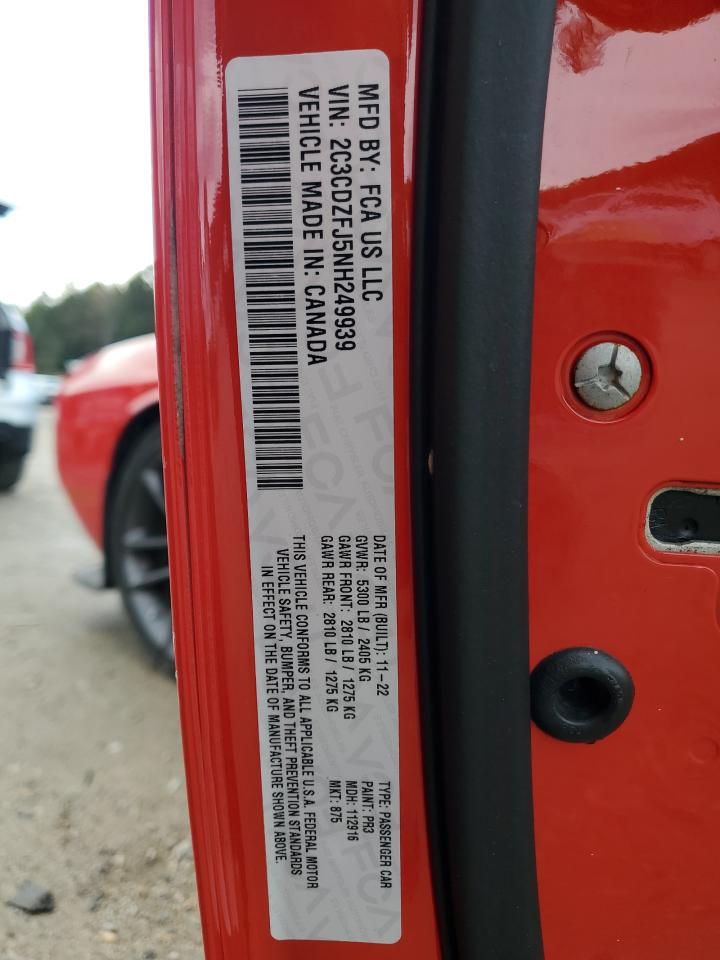 MFD BY: FCA US LLC
VIN: 2C3CDZFJ5NH249939
VEHICLE MADE IN: CANADA
DATE OF MFR (BUILT): 11-22
GVWR: 5300 LB / 2405 KG
GAWR FRONT: 2810 LB / 1275 KG
GAWR REAR: 2810 LB / 1275 KG
TYPE: PASSENGER CAR
PAINT: PR3
MDH: 112916
MKT: 875
THIS VEHICLE CONFORMS TO ALL APPLICABLE U.S.A. FEDERAL MOTOR
VEHICLE SAFETY, BUMPER, AND THEFT PREVENTION STANDARDS
IN EFFECT ON THE DATE OF MANUFACTURE SHOWN ABOVE.
FCA